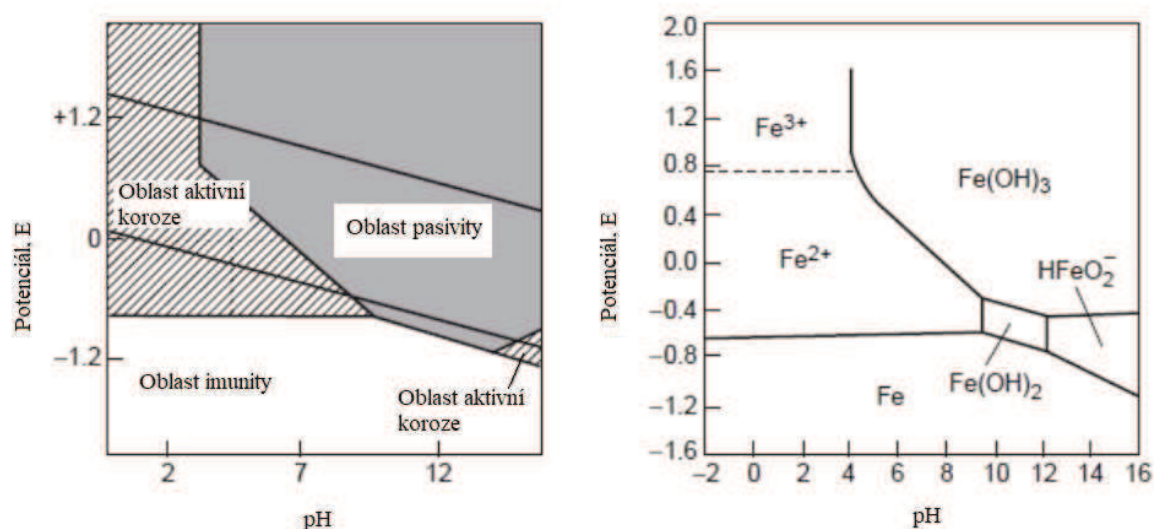 Potenciál, E
+1.2
0
−1.2
Oblast aktivní
koroze
Oblast pasivity
Oblast imunity
Oblast aktivní
koroze
2 7 12
pH
Potenciál, E
2.0
1.6
1.2
0.8
0.4
0.0
−0.4
−0.8
−1.2
−1.6
Fe³⁺
Fe(OH)₃
Fe²⁺
HFeO₂⁻
Fe(OH)₂
Fe
−2 0 2 4 6 8 10 12 14 16
pH